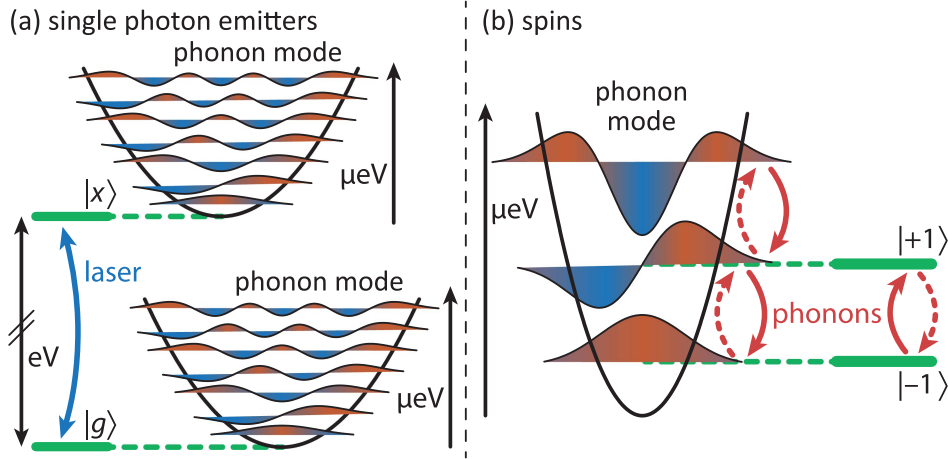 (a) single photon emitters
phonon mode
μeV
|x⟩
laser
eV
|g⟩
phonon mode
μeV
(b) spins
phonon
mode
μeV
|+1⟩
phonons
|−1⟩